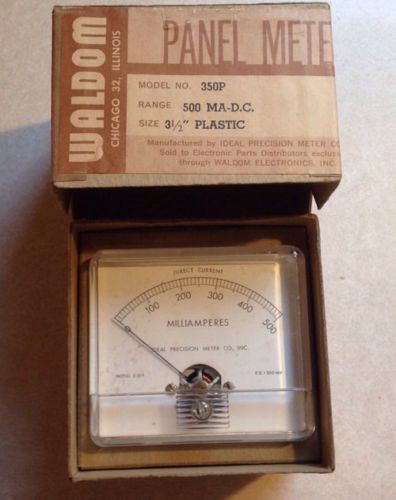 WALDOM
CHICAGO 32, ILLINOIS
PANEL METE
MODEL NO. 350P
RANGE 500 MA-D.C.
SIZE 3½" PLASTIC
Manufactured by IDEAL PRECISION METER CO
Sold to Electronic Parts Distributors exclus
through WALDOM ELECTRONICS, INC.
DIRECT CURRENT
0 100 200 300 400 500
MILLIAMPERES
IDEAL PRECISION METER CO., INC.
MODEL